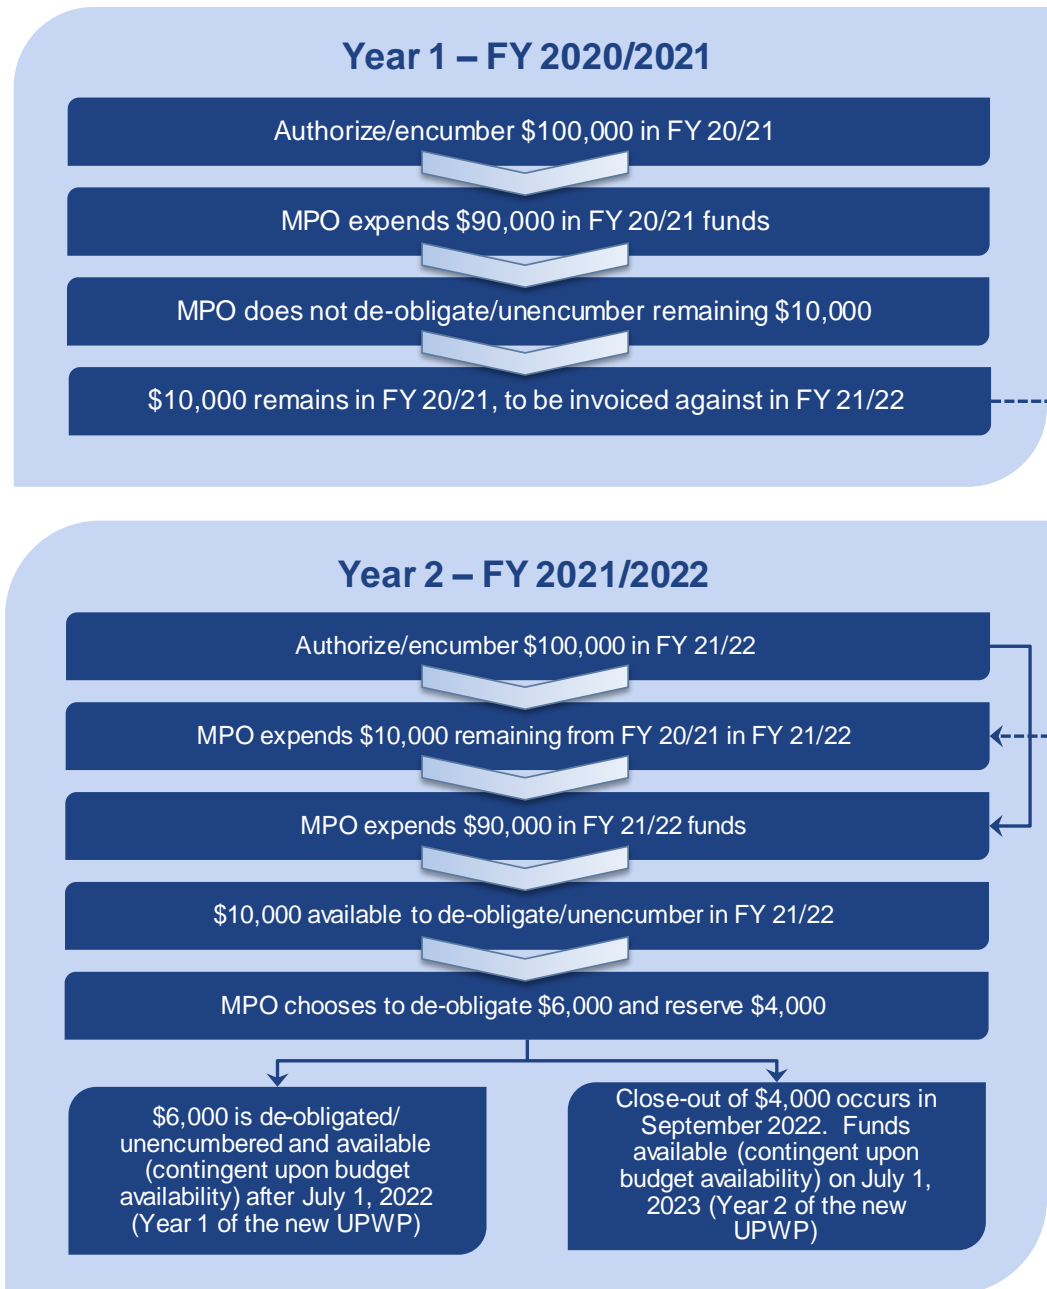 Year 1 – FY 2020/2021
Authorize/encumber $100,000 in FY 20/21
MPO expends $90,000 in FY 20/21 funds
MPO does not de-obligate/unencumber remaining $10,000
$10,000 remains in FY 20/21, to be invoiced against in FY 21/22
Year 2 – FY 2021/2022
Authorize/encumber $100,000 in FY 21/22
MPO expends $10,000 remaining from FY 20/21 in FY 21/22
MPO expends $90,000 in FY 21/22 funds
$10,000 available to de-obligate/unencumber in FY 21/22
MPO chooses to de-obligate $6,000 and reserve $4,000
$6,000 is de-obligated/
unencumbered and available
(contingent upon budget
availability) after July 1, 2022
(Year 1 of the new UPWP)
Close-out of $4,000 occurs in
September 2022.  Funds
available (contingent upon
budget availability) on July 1,
2023 (Year 2 of the new
UPWP)